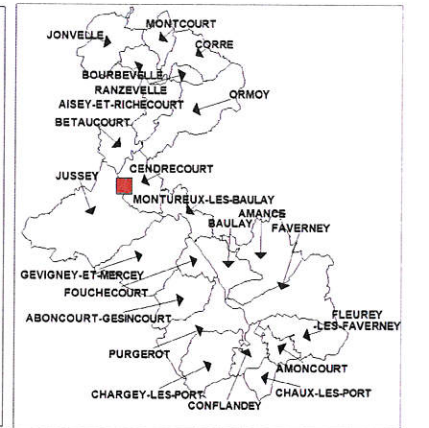 MONTCOURT
JONVELLE
CORRE
BOURBEVELLE
RANZEVELLE
ORMOY
AISEY-ET-RICHECOURT
BETAUCOURT
CENDRECOURT
JUSSEY
MONTUREUX-LES-BAULAY
AMANCE
BAULAY
FAVERNEY
GEVIGNEY-ET-MERCEY
FOUCHECOURT
FLEUREY
-LES-FAVERNEY
ABONCOURT-GESINCOURT
PURGEROT
AMONCOURT
CHARGEY-LES-PORT
CHAUX-LES-PORT
CONFLANDEY